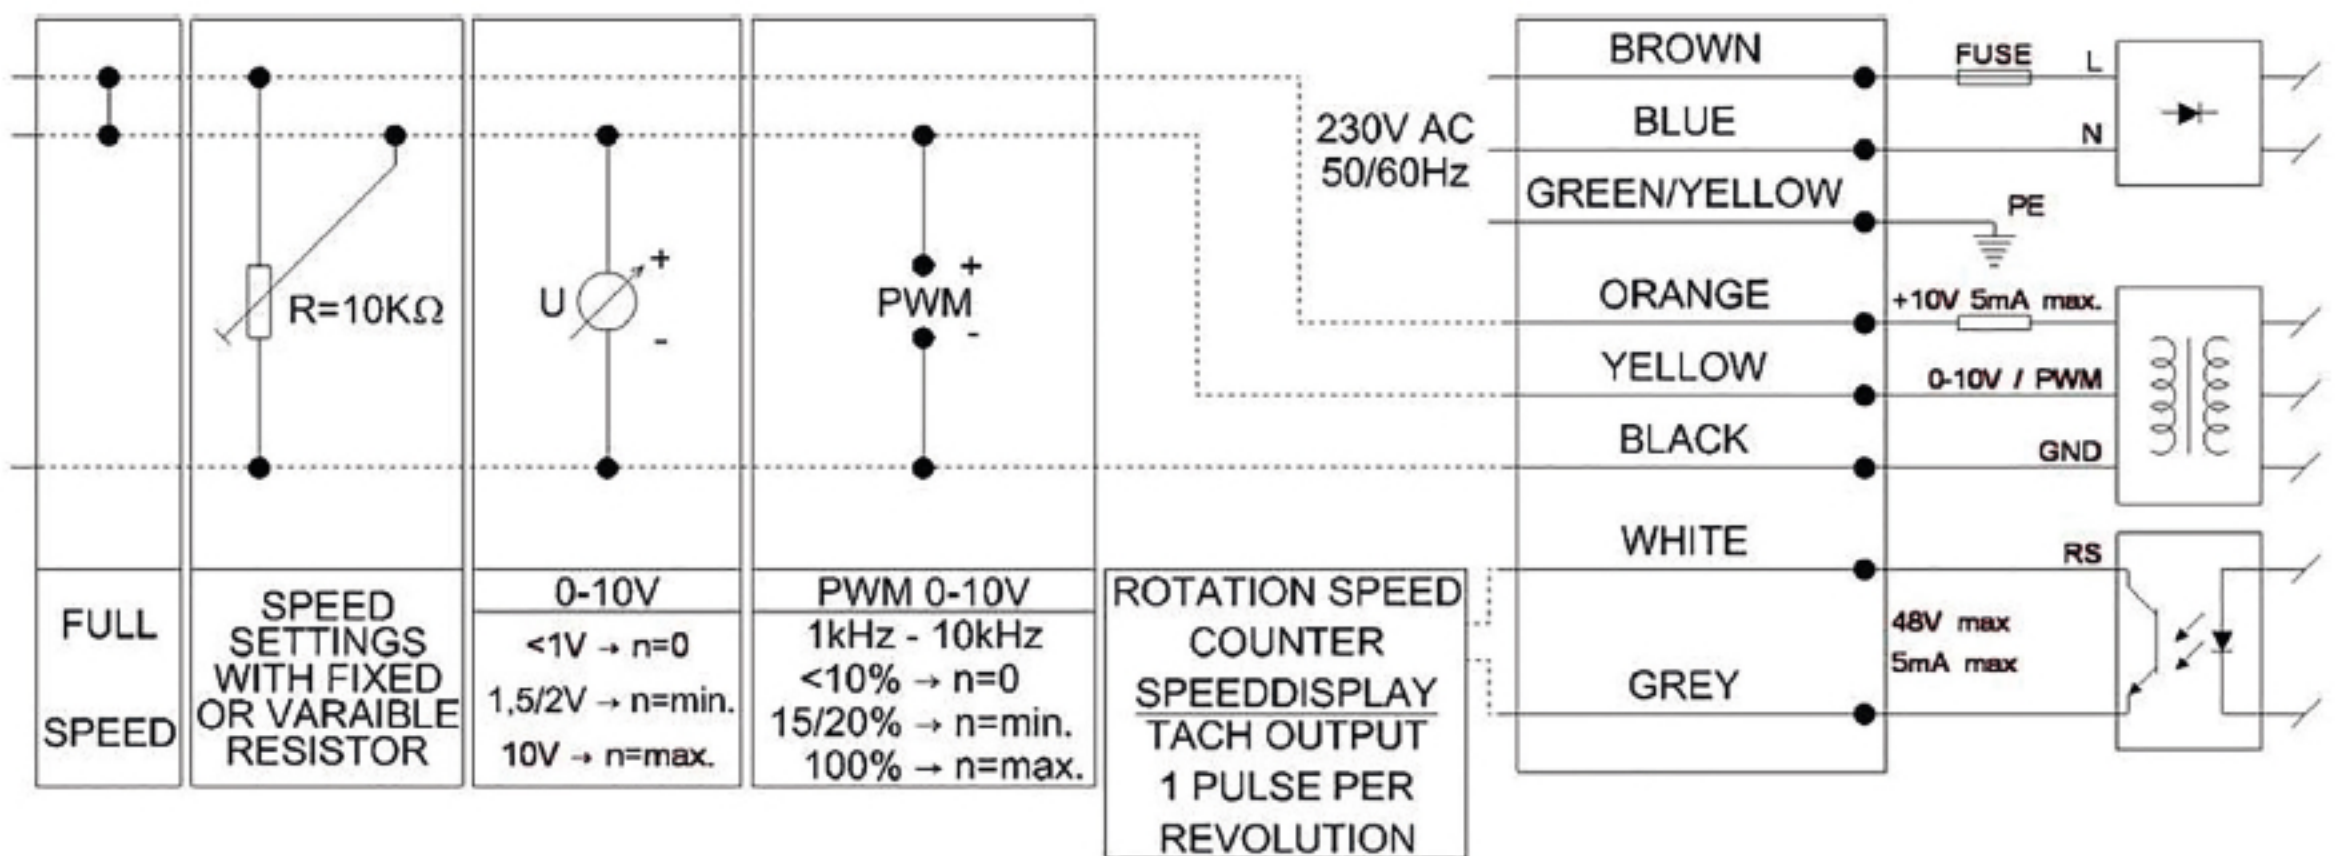 FULL
SPEED
R=10KΩ
SPEED
SETTINGS
WITH FIXED
OR VARAIBLE
RESISTOR
U
+
-
0-10V
<1V → n=0
1,5/2V → n=min.
10V → n=max.
+
PWM
-
PWM 0-10V
1kHz - 10kHz
<10% → n=0
15/20% → n=min.
100% → n=max.
ROTATION SPEED
COUNTER
SPEEDDISPLAY
TACH OUTPUT
1 PULSE PER
REVOLUTION
230V AC
50/60Hz
BROWN
BLUE
GREEN/YELLOW
ORANGE
YELLOW
BLACK
WHITE
GREY
FUSE
L
N
PE
+10V 5mA max.
0-10V / PWM
GND
RS
48V max
5mA max